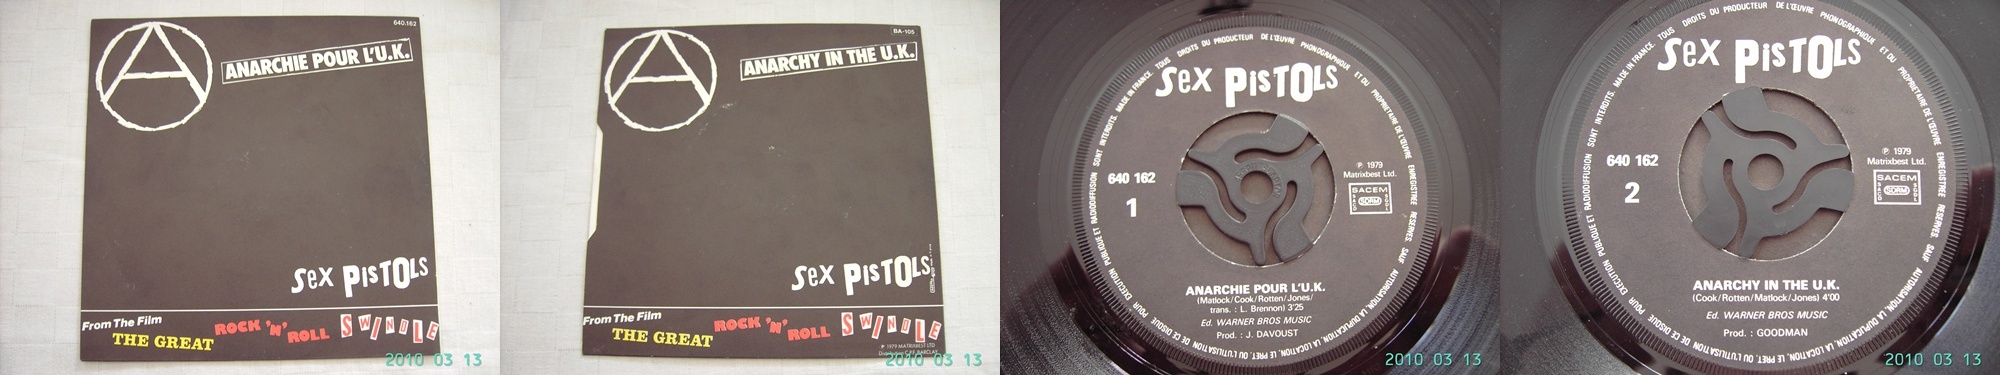 640.162
A
ANARCHIE POUR L'U.K.
Sex PisTOls
From The Film
THE GREAT ROCK 'N' ROLL SWINDLE
2010 03 13
BA-105
A
ANARCHY IN THE U.K.
Sex PisTOls
From The Film
THE GREAT ROCK 'N' ROLL SWINDLE
℗ 1979 MATRIXBEST LTD
BARCLAY
2010 03 13
MADE IN FRANCE. TOUS DROITS DU PRODUCTEUR DE L'ŒUVRE PHONOGRAPHIQUE ET DU PROPRIETAIRE DE L'ŒUVRE ENREGISTREE RESERVES. SAUF AUTORISATION, LA DUPLICATION, LA LOCATION, LE PRET, OU L'UTILISATION DE CE DISQUE POUR EXECUTION PUBLIQUE ET RADIODIFFUSION SONT INTERDITS.
Sex PisTOls
640 162
1
℗ 1979
Matrixbest Ltd.
SACEM
SACD
SDRM
SGDL
ANARCHIE POUR L'U.K.
(Matlock/Cook/Rotten/Jones/
trans. : L. Brennon) 3'25
Ed. WARNER BROS MUSIC
Prod. : J. DAVOUST
2010 03 13
MADE IN FRANCE. TOUS DROITS DU PRODUCTEUR DE L'ŒUVRE PHONOGRAPHIQUE ET DU PROPRIETAIRE DE L'ŒUVRE ENREGISTREE RESERVES. SAUF AUTORISATION, LA DUPLICATION, LA LOCATION, LE PRET, OU L'UTILISATION DE CE DISQUE POUR EXECUTION PUBLIQUE ET RADIODIFFUSION SONT INTERDITS.
Sex PisTOls
640 162
2
℗ 1979
Matrixbest Ltd.
SACEM
SACD
SDRM
SGDL
ANARCHY IN THE U.K.
(Cook/Rotten/Matlock/Jones) 4'00
Ed. WARNER BROS MUSIC
Prod. : GOODMAN
2010 03 13